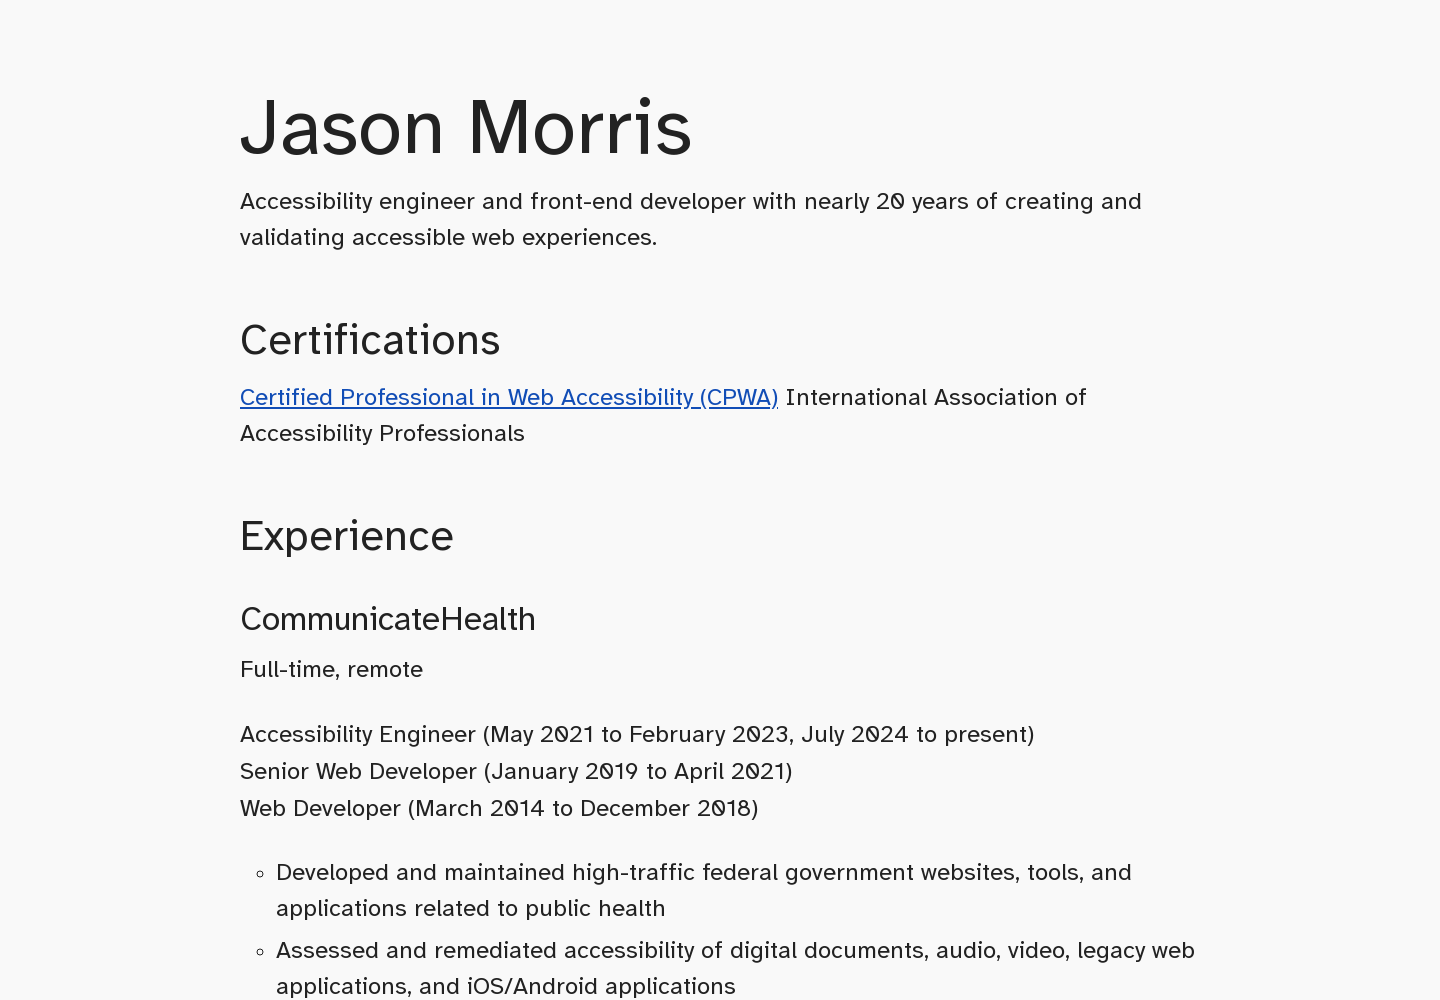 Jason Morris
Accessibility engineer and front-end developer with nearly 20 years of creating and
validating accessible web experiences.
Certifications
Certified Professional in Web Accessibility (CPWA) International Association of
Accessibility Professionals
Experience
CommunicateHealth
Full-time, remote
Accessibility Engineer (May 2021 to February 2023, July 2024 to present)
Senior Web Developer (January 2019 to April 2021)
Web Developer (March 2014 to December 2018)
Developed and maintained high-traffic federal government websites, tools, and
applications related to public health
Assessed and remediated accessibility of digital documents, audio, video, legacy web
applications, and iOS/Android applications